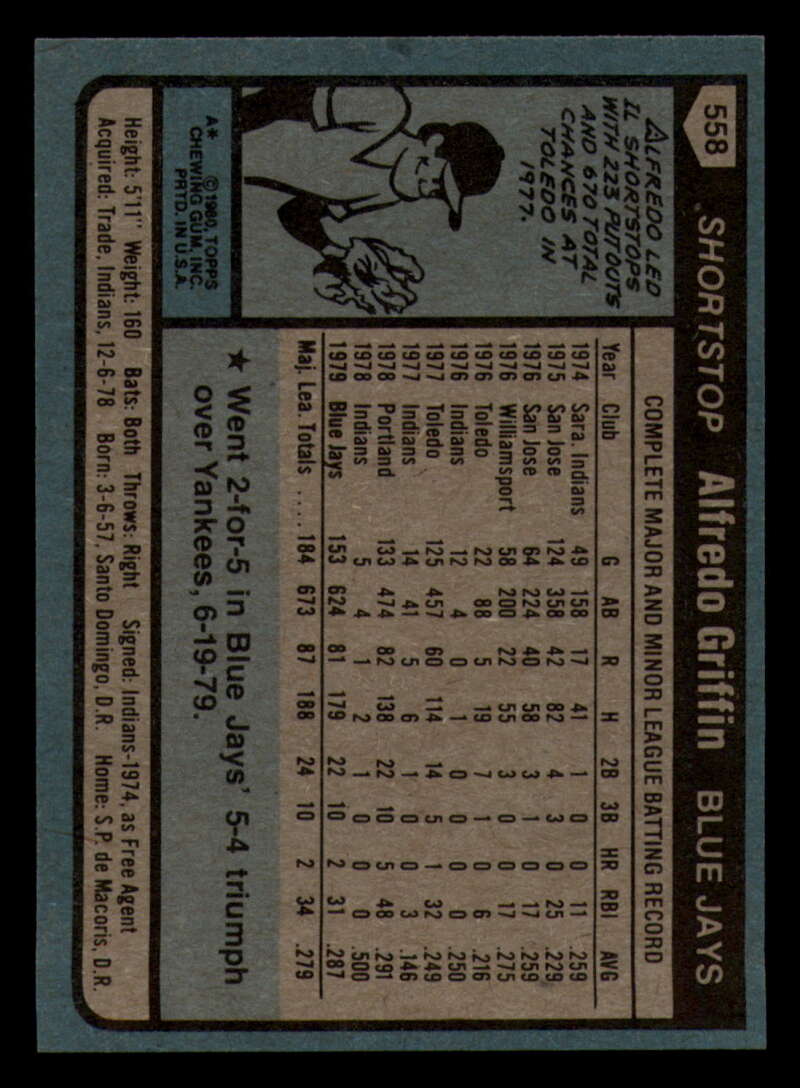 558 SHORTSTOP Alfredo Griffin BLUE JAYS
ALFREDO LED
IL SHORTSTOPS
WITH 223 PUTOUTS
AND 670 TOTAL
CHANCES AT
TOLEDO IN
1977.
A* © 1980, TOPPS
CHEWING GUM, INC.
PRTD. IN U.S.A.
COMPLETE MAJOR AND MINOR LEAGUE BATTING RECORD
Year Club G AB R H 2B 3B HR RBI AVG
1974 Sara. Indians 49 158 17 41 1 0 0 11 .259
1975 San Jose 124 358 42 82 4 3 0 25 .229
1976 San Jose 64 224 40 58 3 1 0 17 .259
1976 Williamsport 58 200 22 55 3 0 0 17 .275
1976 Toledo 22 88 5 19 7 1 0 6 .216
1976 Indians 12 4 0 1 0 0 0 0 .250
1977 Toledo 125 457 60 114 14 5 1 32 .249
1977 Indians 14 41 5 6 1 0 0 3 .146
1978 Portland 133 474 82 138 22 10 5 48 .291
1978 Indians 5 4 1 2 1 0 0 0 .500
1979 Blue Jays 153 624 81 179 22 10 2 31 .287
Maj. Lea. Totals .... 184 673 87 188 24 10 2 34 .279
★ Went 2-for-5 in Blue Jays' 5-4 triumph
over Yankees, 6-19-79.
Height: 5'11" Weight: 160 Bats: Both Throws: Right Signed: Indians-1974, as Free Agent
Acquired: Trade, Indians, 12-6-78 Born: 3-6-57, Santo Domingo, D.R. Home: S.P. de Macoris, D.R.